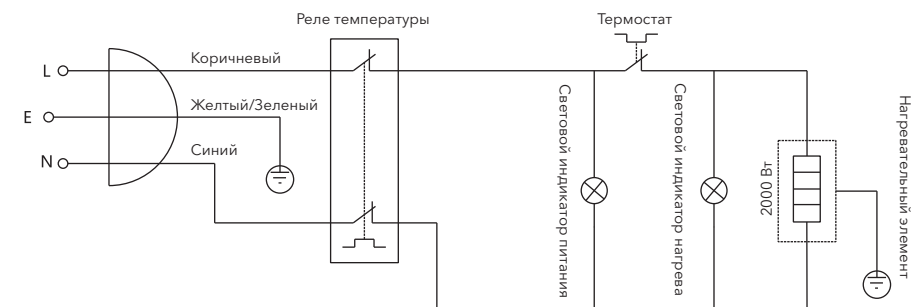 Реле температуры
Термостат
L
Коричневый
E
Желтый/Зеленый
N
Синий
Световой индикатор питания
Световой индикатор нагрева
2000 Вт
Нагревательный элемент